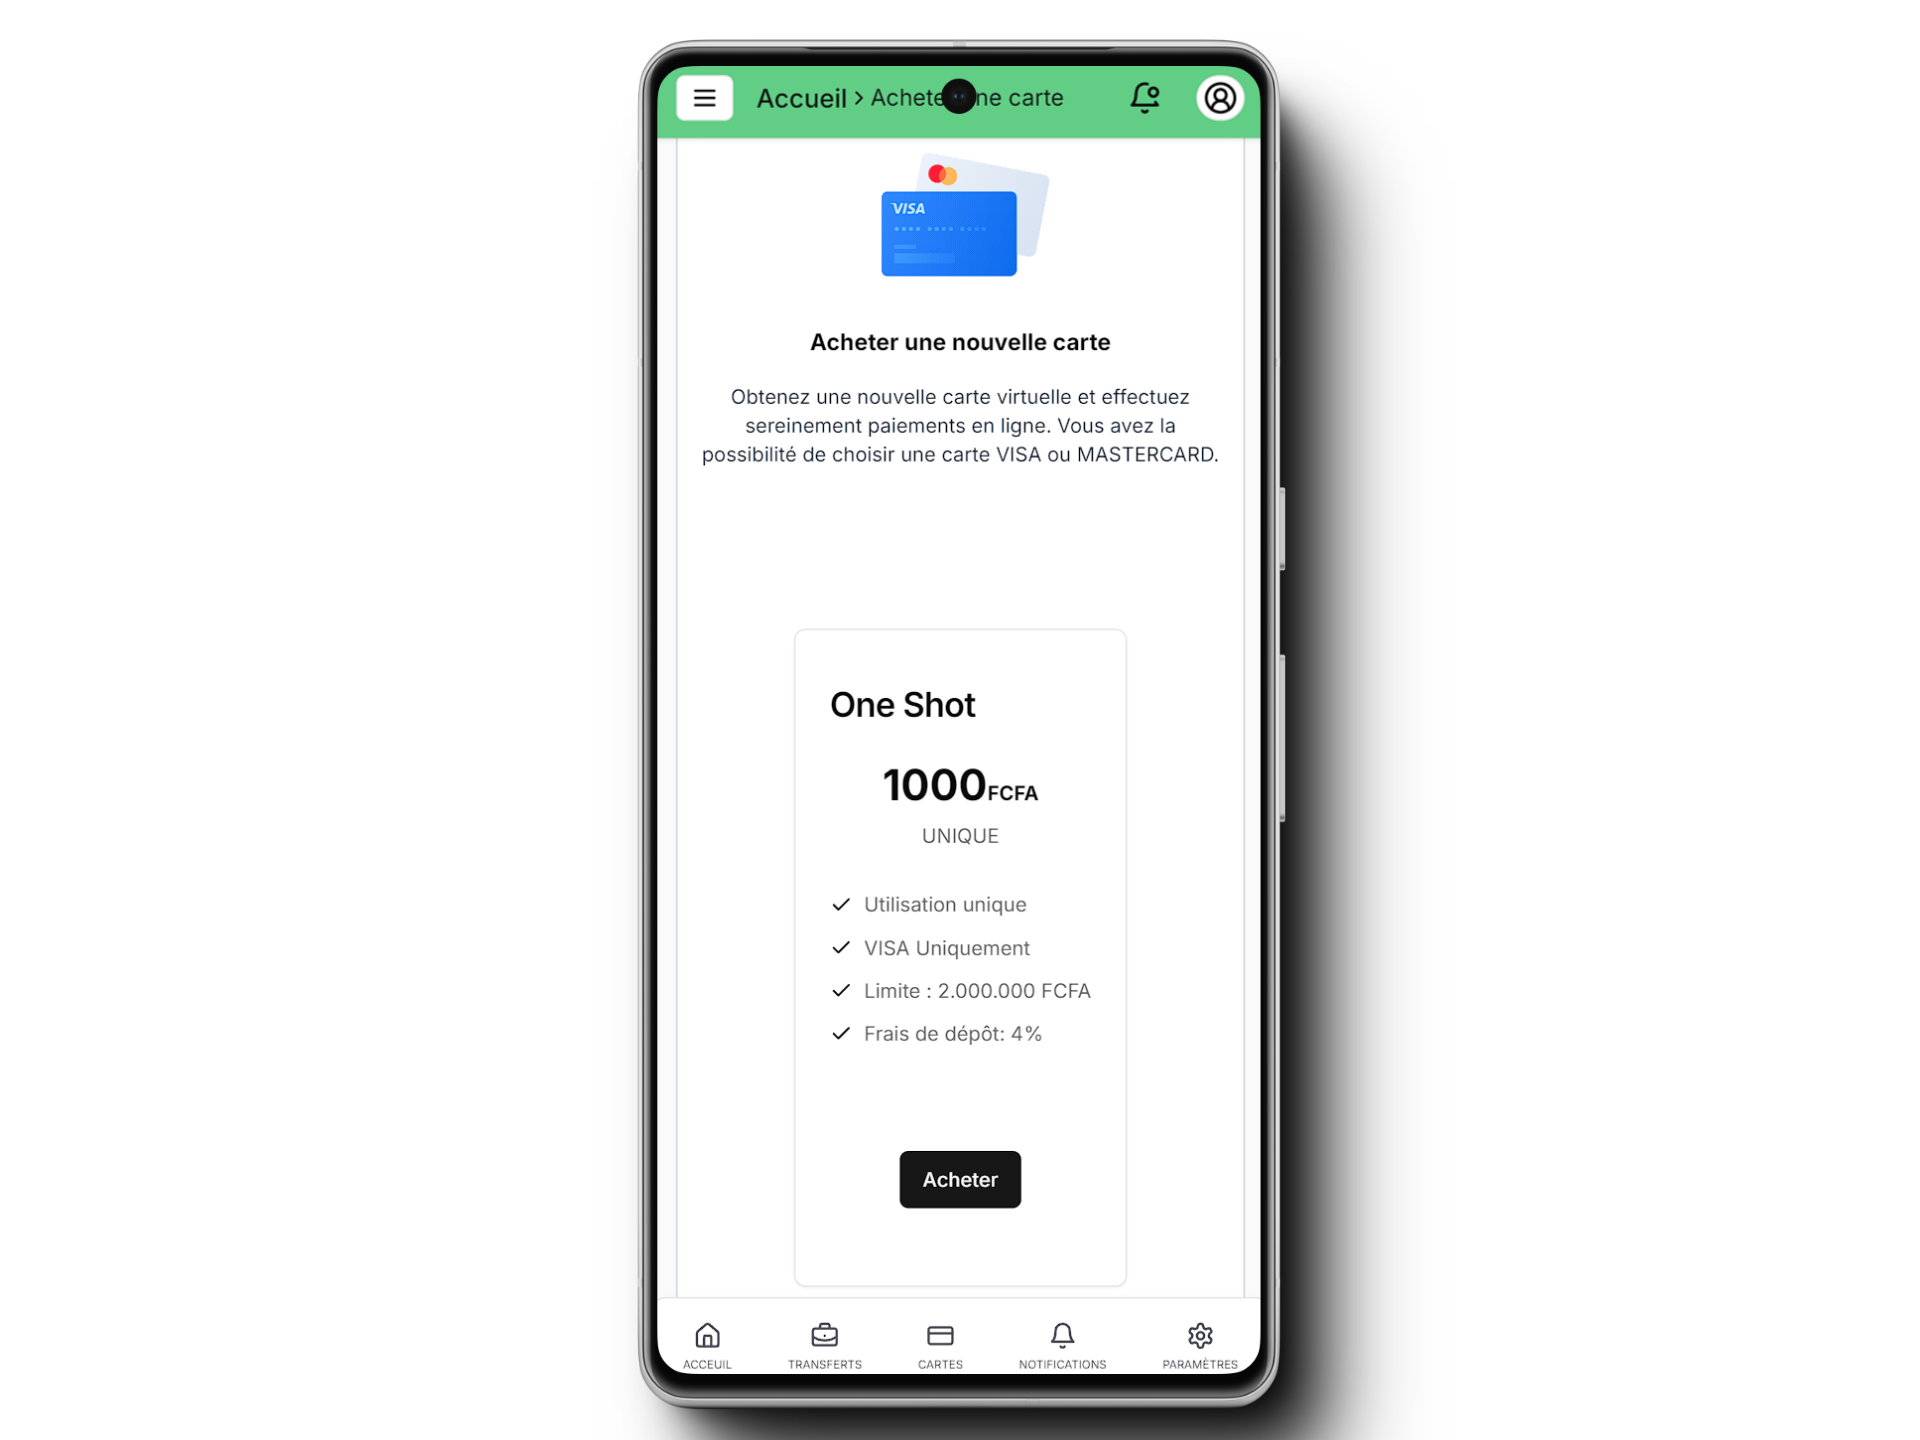 Accueil > Achete ne carte
VISA
Acheter une nouvelle carte
Obtenez une nouvelle carte virtuelle et effectuez
sereinement paiements en ligne. Vous avez la
possibilité de choisir une carte VISA ou MASTERCARD.
One Shot
1000FCFA
UNIQUE
Utilisation unique
VISA Uniquement
Limite : 2.000.000 FCFA
Frais de dépôt: 4%
Acheter
ACCEUIL TRANSFERTS CARTES NOTIFICATIONS PARAMÈTRES